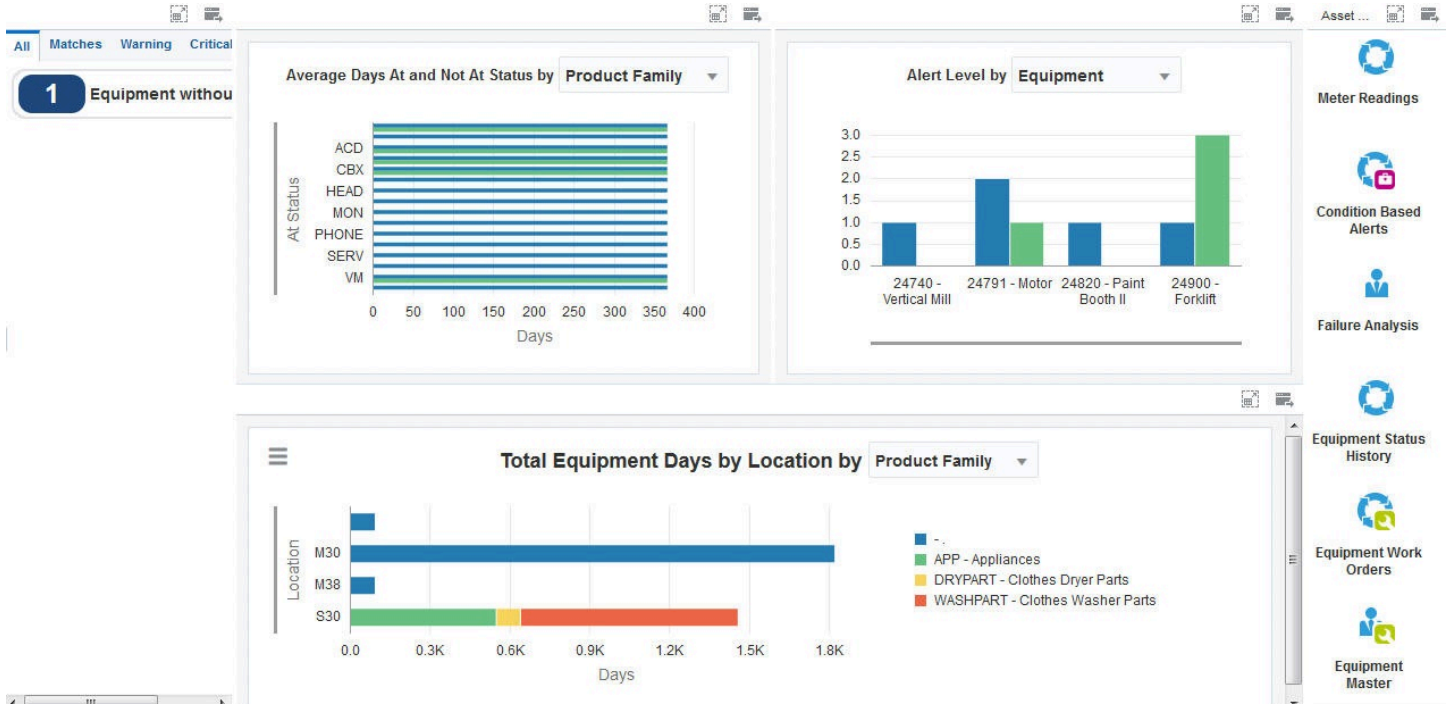 All Matches Warning Critical
1 Equipment withou
Average Days At and Not At Status by Product Family
At Status
ACD
CBX
HEAD
MON
PHONE
SERV
VM
0 50 100 150 200 250 300 350 400
Days
Alert Level by Equipment
3.0
2.5
2.0
1.5
1.0
0.5
0.0
24740 - Vertical Mill
24791 - Motor
24820 - Paint Booth II
24900 - Forklift
Total Equipment Days by Location by Product Family
Location
M30
M38
S30
0.0 0.3K 0.6K 0.9K 1.2K 1.5K 1.8K
Days
- .
APP - Appliances
DRYPART - Clothes Dryer Parts
WASHPART - Clothes Washer Parts
Asset ...
Meter Readings
Condition Based
Alerts
Failure Analysis
Equipment Status
History
Equipment Work
Orders
Equipment
Master